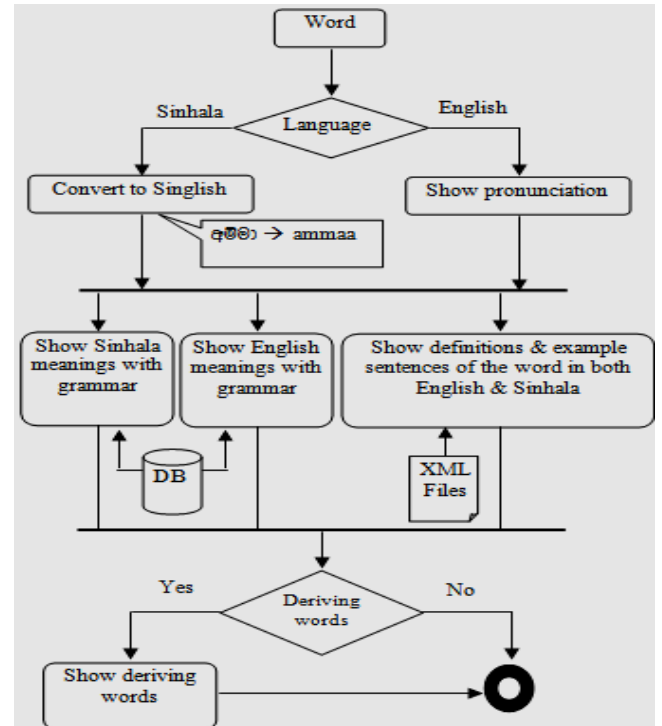 Word
Sinhala
English
Language
Convert to Singlish
Show pronunciation
අම්මා → ammaa
Show Sinhala
meanings with
grammar
Show English
meanings with
grammar
Show definitions & example
sentences of the word in both
English & Sinhala
DB
XML
Files
Yes
No
Deriving
words
Show deriving
words